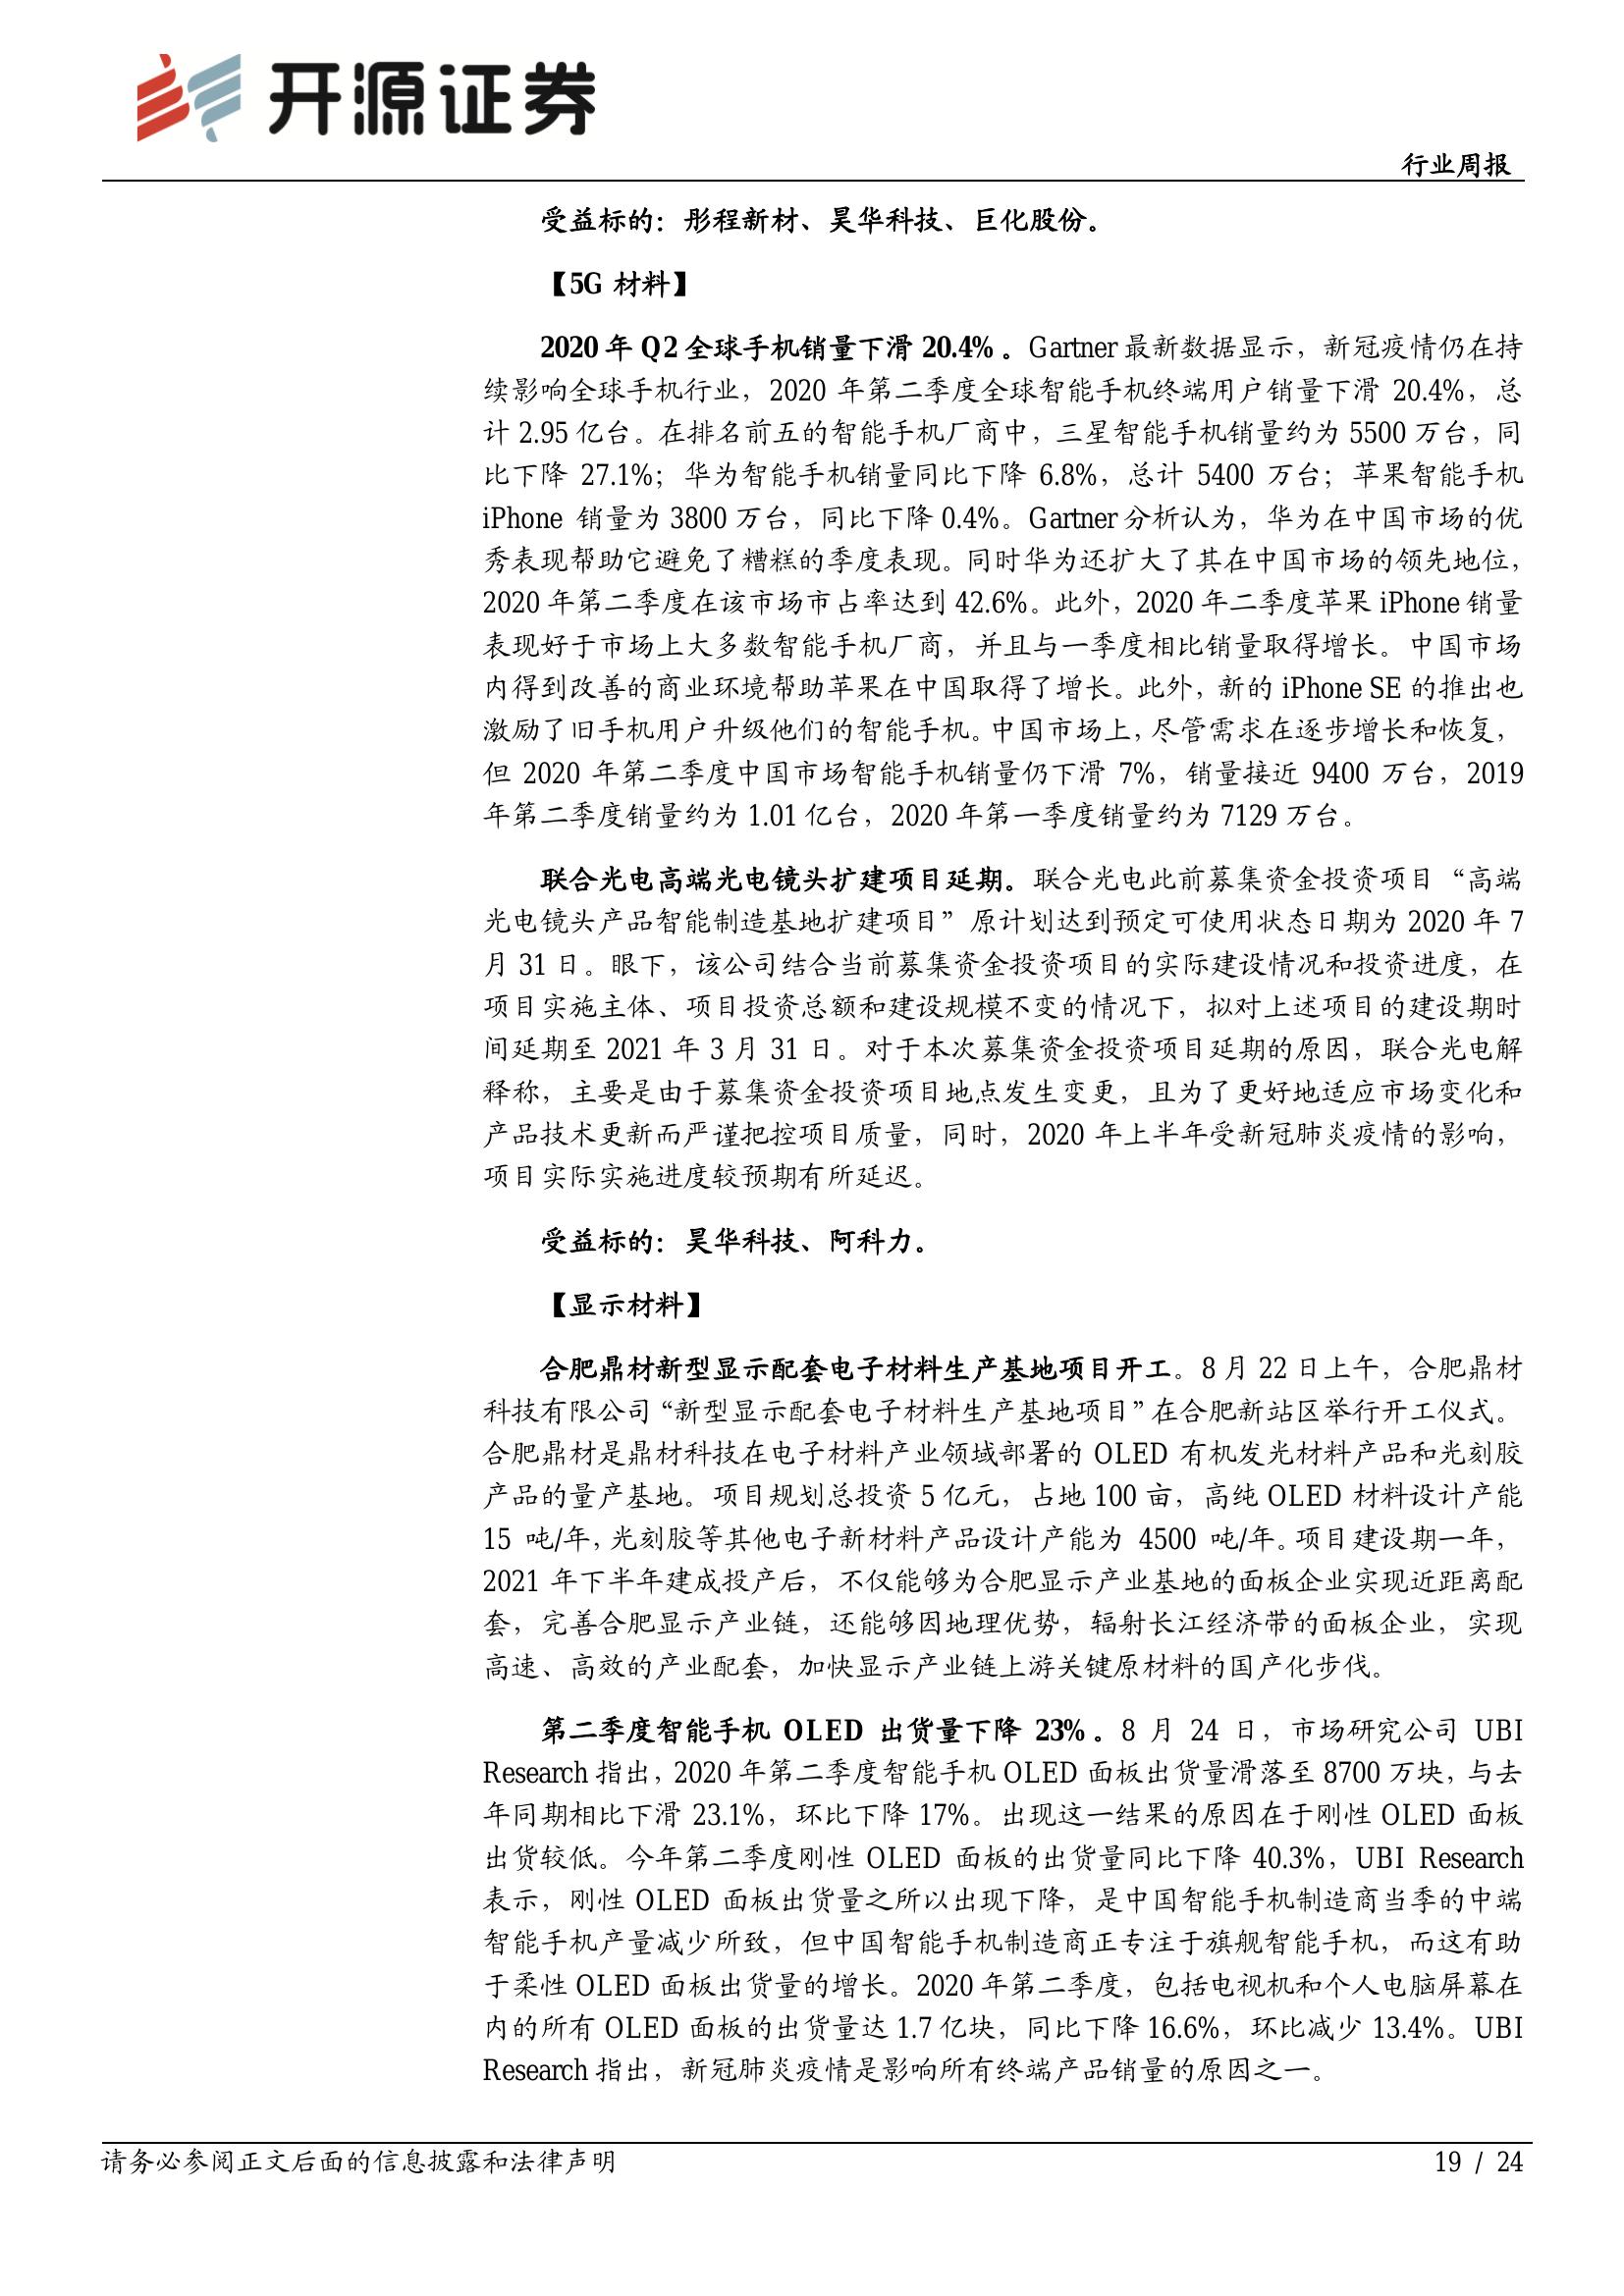 开源证券
行业周报
受益标的：彤程新材、昊华科技、巨化股份。
【5G 材料】
2020 年 Q2 全球手机销量下滑 20.4%。Gartner 最新数据显示，新冠疫情仍在持
续影响全球手机行业，2020 年第二季度全球智能手机终端用户销量下滑 20.4%，总
计 2.95 亿台。在排名前五的智能手机厂商中，三星智能手机销量约为 5500 万台，同
比下降 27.1%；华为智能手机销量同比下降 6.8%，总计 5400 万台；苹果智能手机
iPhone 销量为 3800 万台，同比下降 0.4%。Gartner 分析认为，华为在中国市场的优
秀表现帮助它避免了糟糕的季度表现。同时华为还扩大了其在中国市场的领先地位，
2020 年第二季度在该市场市占率达到 42.6%。此外，2020 年二季度苹果 iPhone 销量
表现好于市场上大多数智能手机厂商，并且与一季度相比销量取得增长。中国市场
内得到改善的商业环境帮助苹果在中国取得了增长。此外，新的 iPhone SE 的推出也
激励了旧手机用户升级他们的智能手机。中国市场上，尽管需求在逐步增长和恢复，
但 2020 年第二季度中国市场智能手机销量仍下滑 7%，销量接近 9400 万台，2019
年第二季度销量约为 1.01 亿台，2020 年第一季度销量约为 7129 万台。
联合光电高端光电镜头扩建项目延期。联合光电此前募集资金投资项目“高端
光电镜头产品智能制造基地扩建项目”原计划达到预定可使用状态日期为 2020 年 7
月 31 日。眼下，该公司结合当前募集资金投资项目的实际建设情况和投资进度，在
项目实施主体、项目投资总额和建设规模不变的情况下，拟对上述项目的建设期时
间延期至 2021 年 3 月 31 日。对于本次募集资金投资项目延期的原因，联合光电解
释称，主要是由于募集资金投资项目地点发生变更，且为了更好地适应市场变化和
产品技术更新而严谨把控项目质量，同时，2020 年上半年受新冠肺炎疫情的影响，
项目实际实施进度较预期有所延迟。
受益标的：昊华科技、阿科力。
【显示材料】
合肥鼎材新型显示配套电子材料生产基地项目开工。8 月 22 日上午，合肥鼎材
科技有限公司“新型显示配套电子材料生产基地项目”在合肥新站区举行开工仪式。
合肥鼎材是鼎材科技在电子材料产业领域部署的 OLED 有机发光材料产品和光刻胶
产品的量产基地。项目规划总投资 5 亿元，占地 100 亩，高纯 OLED 材料设计产能
15 吨/年，光刻胶等其他电子新材料产品设计产能为 4500 吨/年。项目建设期一年，
2021 年下半年建成投产后，不仅能够为合肥显示产业基地的面板企业实现近距离配
套，完善合肥显示产业链，还能够因地理优势，辐射长江经济带的面板企业，实现
高速、高效的产业配套，加快显示产业链上游关键原材料的国产化步伐。
第二季度智能手机 OLED 出货量下降 23%。8 月 24 日，市场研究公司 UBI
Research 指出，2020 年第二季度智能手机 OLED 面板出货量滑落至 8700 万块，与去
年同期相比下滑 23.1%，环比下降 17%。出现这一结果的原因在于刚性 OLED 面板
出货较低。今年第二季度刚性 OLED 面板的出货量同比下降 40.3%，UBI Research
表示，刚性 OLED 面板出货量之所以出现下降，是中国智能手机制造商当季的中端
智能手机产量减少所致，但中国智能手机制造商正专注于旗舰智能手机，而这有助
于柔性 OLED 面板出货量的增长。2020 年第二季度，包括电视机和个人电脑屏幕在
内的所有 OLED 面板的出货量达 1.7 亿块，同比下降 16.6%，环比减少 13.4%。UBI
Research 指出，新冠肺炎疫情是影响所有终端产品销量的原因之一。
请务必参阅正文后面的信息披露和法律声明
19 / 24